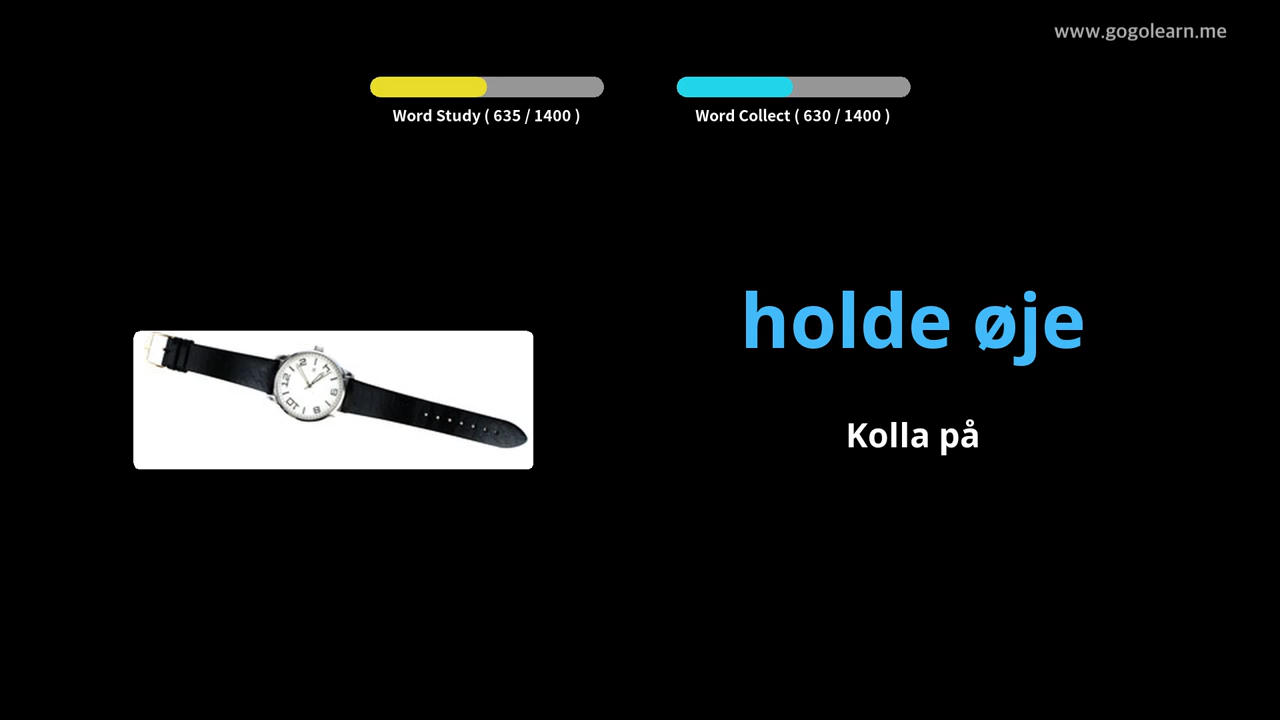 www.gogolearn.me
Word Study ( 635 / 1400 )
Word Collect ( 630 / 1400 )
holde øje
Kolla på